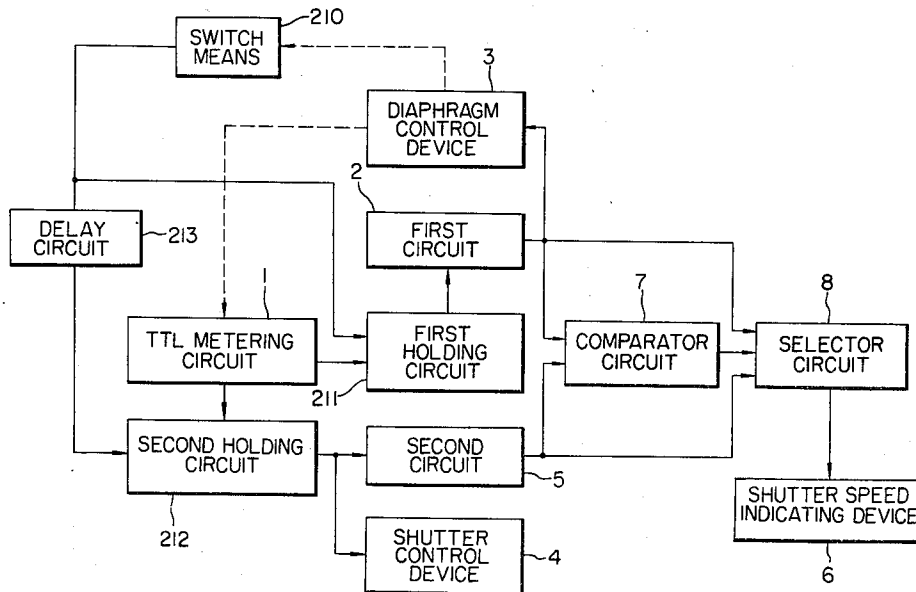 210
SWITCH
MEANS
3
DIAPHRAGM
CONTROL
DEVICE
2
FIRST
CIRCUIT
DELAY
CIRCUIT
213
1
TTL METERING
CIRCUIT
FIRST
HOLDING
CIRCUIT
211
7
COMPARATOR
CIRCUIT
8
SELECTOR
CIRCUIT
SECOND HOLDING
CIRCUIT
212
SECOND
CIRCUIT
5
SHUTTER
CONTROL
DEVICE
4
SHUTTER SPEED
INDICATING DEVICE
6